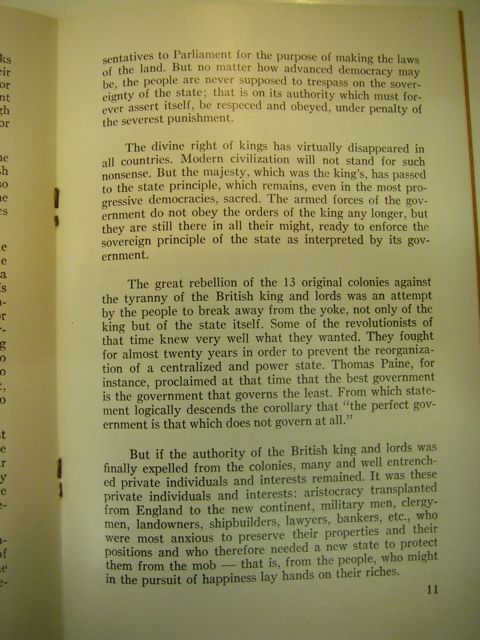 sentatives to Parliament for the purpose of making the laws
of the land. But no matter how advanced democracy may
be, the people are never supposed to trespass on the sover-
eignty of the state; that is on its authority which must for-
ever assert itself, be respeced and obeyed, under penalty of
the severest punishment.
The divine right of kings has virtually disappeared in
all countries. Modern civilization will not stand for such
nonsense. But the majesty, which was the king's, has passed
to the state principle, which remains, even in the most pro-
gressive democracies, sacred. The armed forces of the gov-
ernment do not obey the orders of the king any longer, but
they are still there in all their might, ready to enforce the
sovereign principle of the state as interpreted by its gov-
ernment.
The great rebellion of the 13 original colonies against
the tyranny of the British king and lords was an attempt
by the people to break away from the yoke, not only of the
king but of the state itself. Some of the revolutionists of
that time knew very well what they wanted. They fought
for almost twenty years in order to prevent the reorganiza-
tion of a centralized and power state. Thomas Paine, for
instance, proclaimed at that time that the best government
is the government that governs the least. From which state-
ment logically descends the corollary that "the perfect gov-
ernment is that which does not govern at all."
But if the authority of the British king and lords was
finally expelled from the colonies, many and well entrench-
ed private individuals and interests remained. It was these
private individuals and interests: aristocracy transplanted
from England to the new continent, military men, clergy-
men, landowners, shipbuilders, lawyers, bankers, etc., who
were most anxious to preserve their properties and their
positions and who therefore needed a new state to protect
them from the mob — that is, from the people, who might
in the pursuit of happiness lay hands on their riches.
11